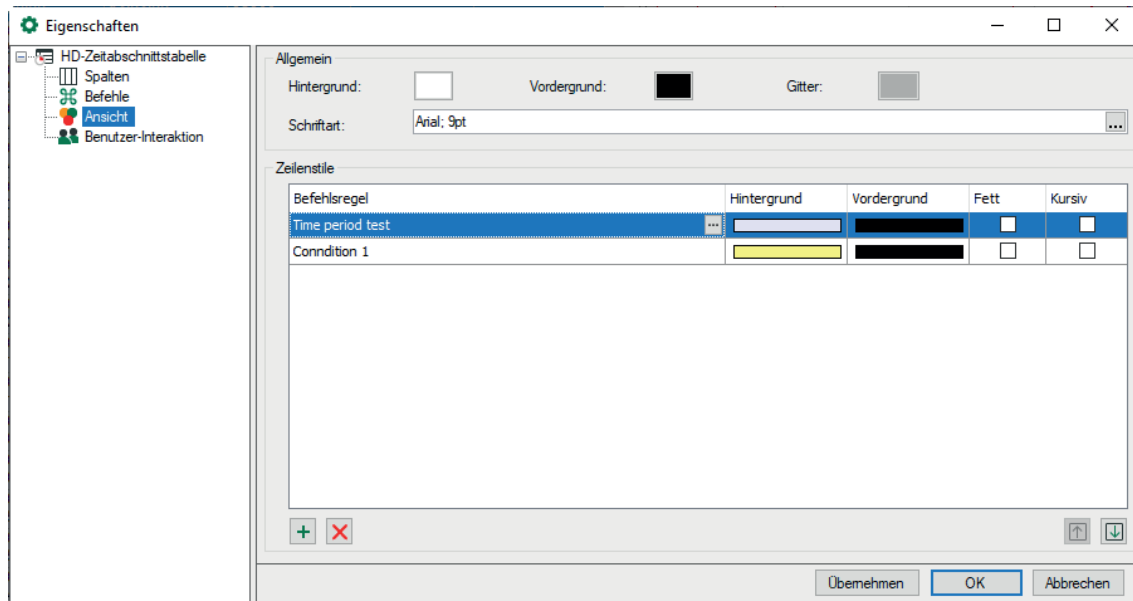 Eigenschaften
HD-Zeitabschnittstabelle
Spalten
Befehle
Ansicht
Benutzer-Interaktion
Allgemein
Hintergrund: Vordergrund: Gitter:
Schriftart: Arial; 9pt ...
Zeilenstile
Befehlsregel Hintergrund Vordergrund Fett Kursiv
Time period test ...
Conndition 1
Übernehmen OK Abbrechen